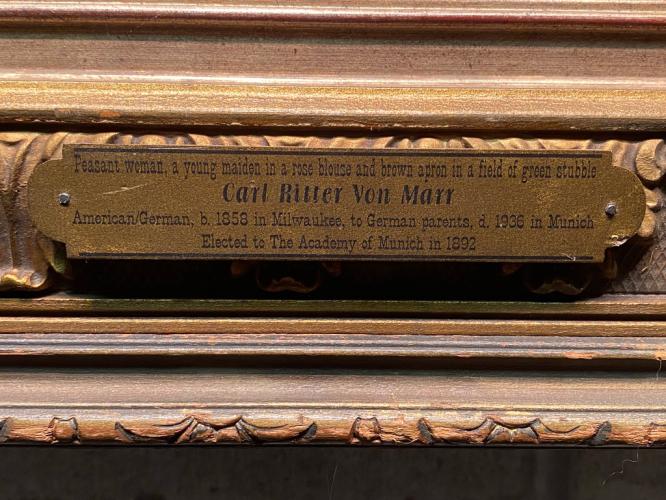 Peasant woman, a young maiden in a rose blouse and brown apron in a field of green stubble
Carl Ritter Von Marr
American/German, b. 1858 in Milwaukee, to German parents, d. 1936 in Munich
Elected to The Academy of Munich in 1892